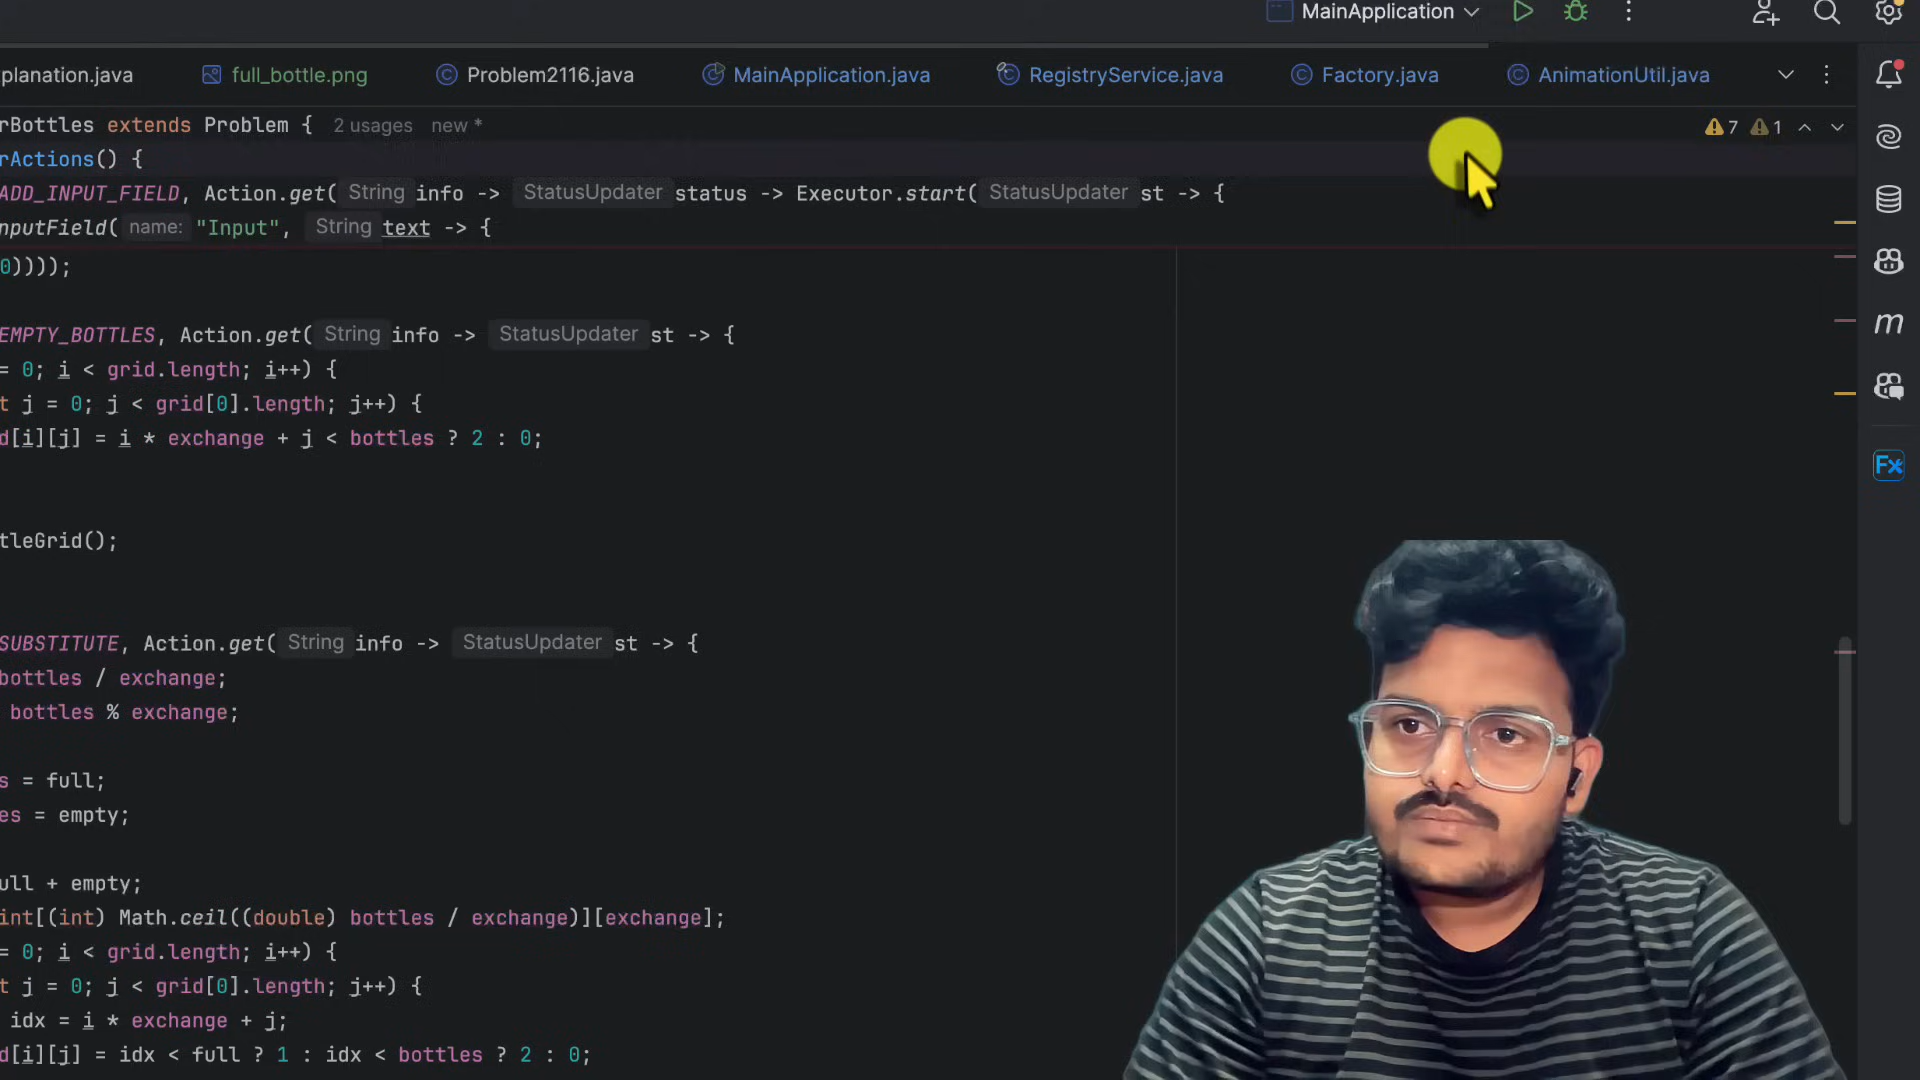 MainApplication
planation.java full_bottle.png Problem2116.java MainApplication.java RegistryService.java Factory.java AnimationUtil.java
rBottles extends Problem { 2 usages new *
7 1
rActions() {
ADD_INPUT_FIELD, Action.get( String info -> StatusUpdater status -> Executor.start( StatusUpdater st -> {
nputField( name: "Input", String text -> {
0))));
EMPTY_BOTTLES, Action.get( String info -> StatusUpdater st -> {
= 0; i < grid.length; i++) {
t j = 0; j < grid[0].length; j++) {
d[i][j] = i * exchange + j < bottles ? 2 : 0;
tleGrid();
SUBSTITUTE, Action.get( String info -> StatusUpdater st -> {
bottles / exchange;
bottles % exchange;
s = full;
es = empty;
ull + empty;
int[(int) Math.ceil((double) bottles / exchange)][exchange];
= 0; i < grid.length; i++) {
t j = 0; j < grid[0].length; j++) {
idx = i * exchange + j;
d[i][j] = idx < full ? 1 : idx < bottles ? 2 : 0;
m
Fx